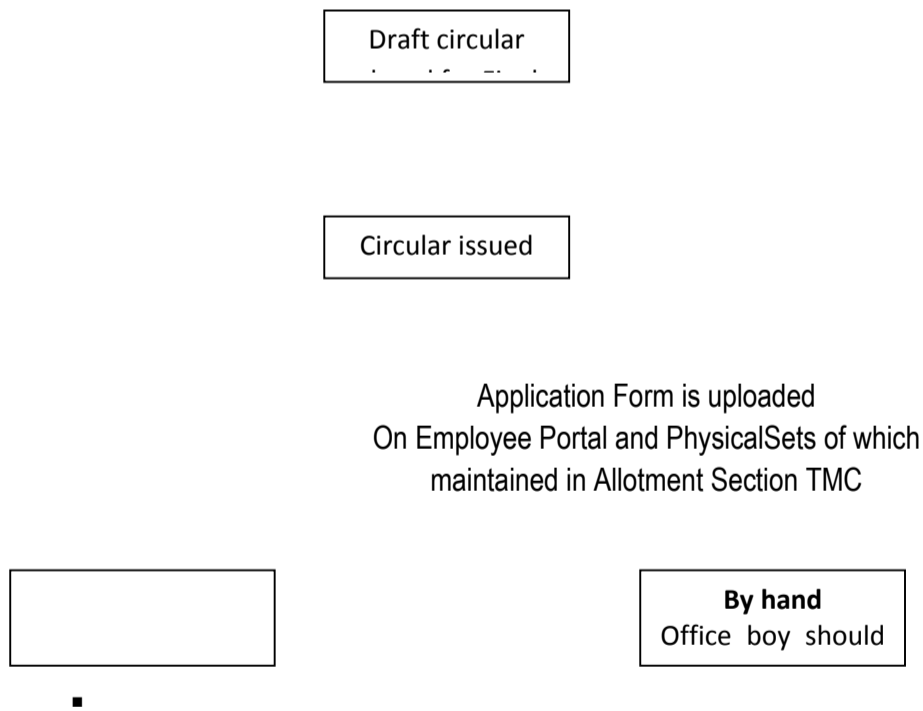 Draft circular
Circular issued
Application Form is uploaded
On Employee Portal and PhysicalSets of which
maintained in Allotment Section TMC
By hand
Office boy should